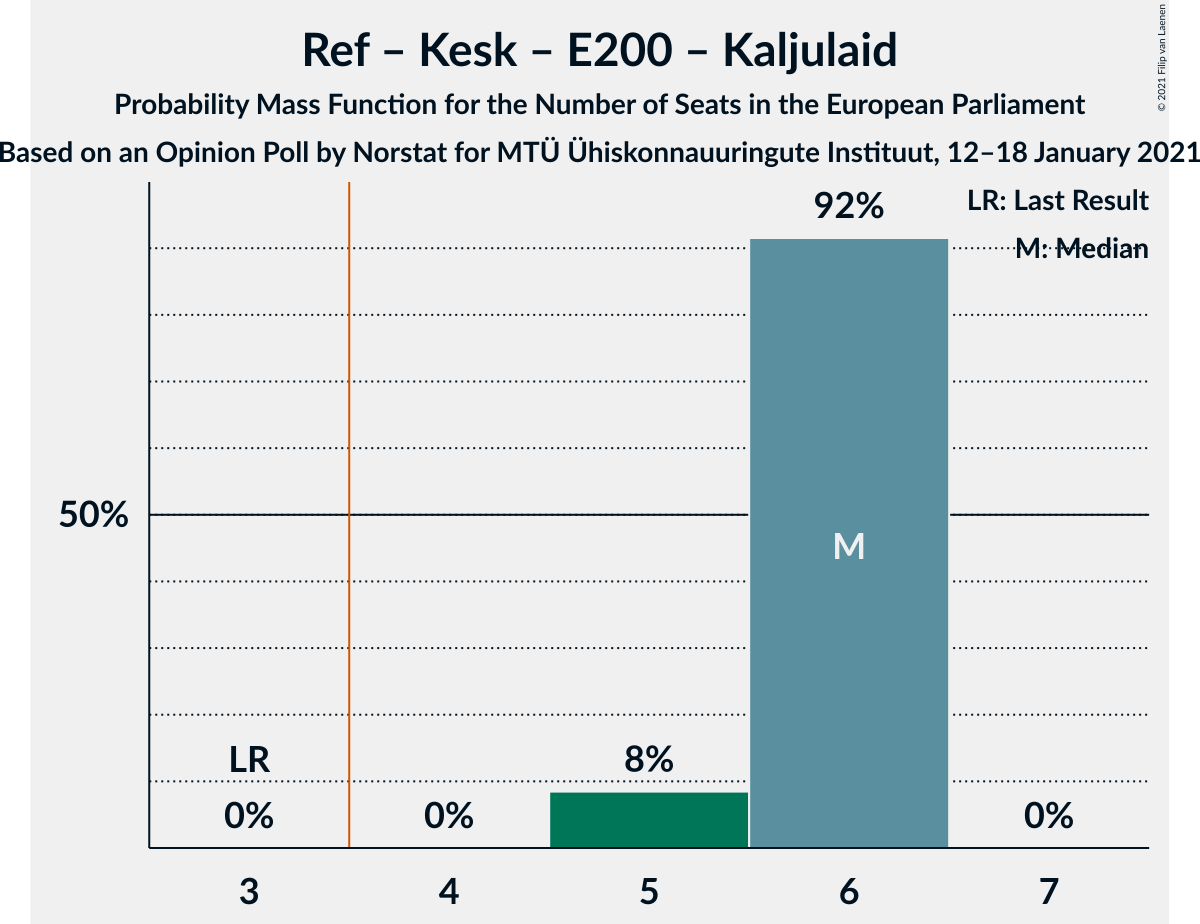 Ref – Kesk – E200 – Kaljulaid
Probability Mass Function for the Number of Seats in the European Parliament
Based on an Opinion Poll by Norstat for MTÜ Ühiskonnauuringute Instituut, 12–18 January 2021
© 2021 Filip van Laenen
LR: Last Result
M: Median
92%
50%
M
LR
8%
0%
0%
0%
3
4
5
6
7